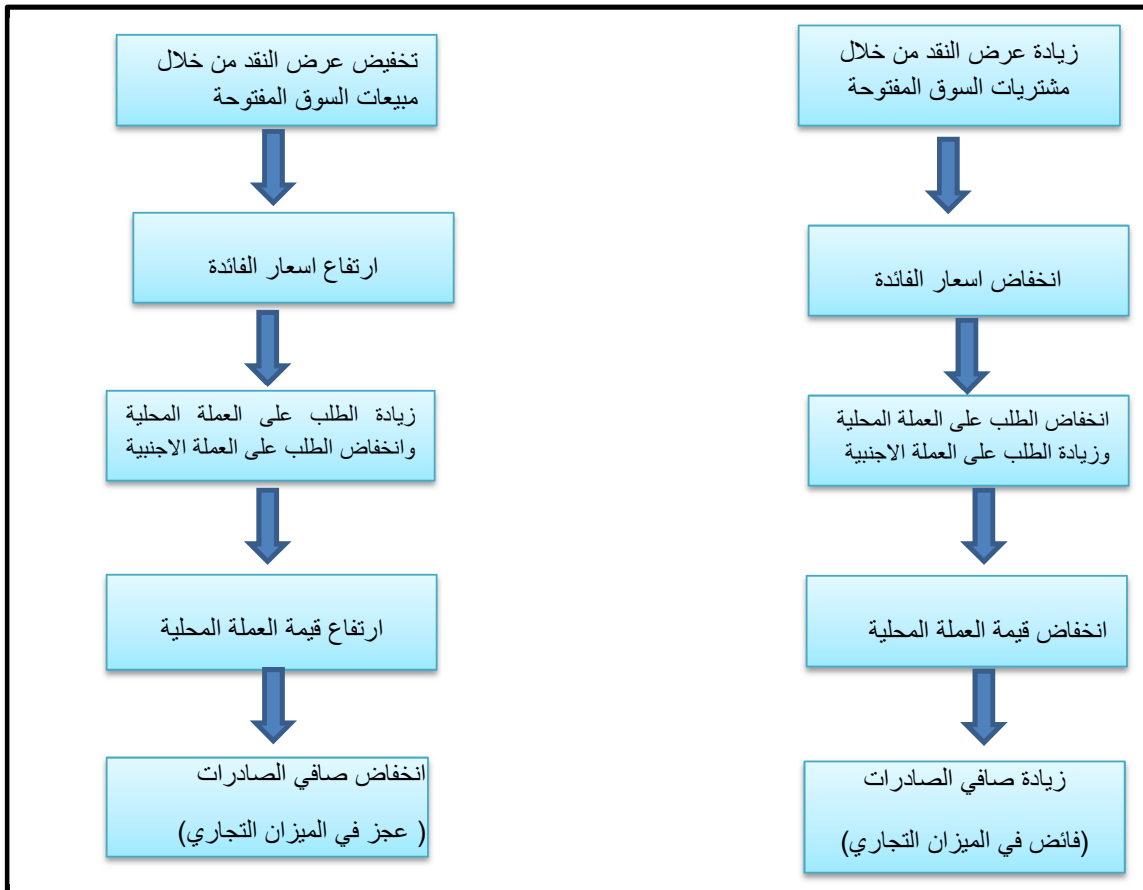 زيادة عرض النقد من خلال
مشتريات السوق المفتوحة
انخفاض اسعار الفائدة
انخفاض الطلب على العملة المحلية
وزيادة الطلب على العملة الاجنبية
انخفاض قيمة العملة المحلية
زيادة صافي الصادرات
(فائض في الميزان التجاري)
تخفيض عرض النقد من خلال
مبيعات السوق المفتوحة
ارتفاع اسعار الفائدة
زيادة الطلب على العملة المحلية
وانخفاض الطلب على العملة الاجنبية
ارتفاع قيمة العملة المحلية
انخفاض صافي الصادرات
( عجز في الميزان التجاري)